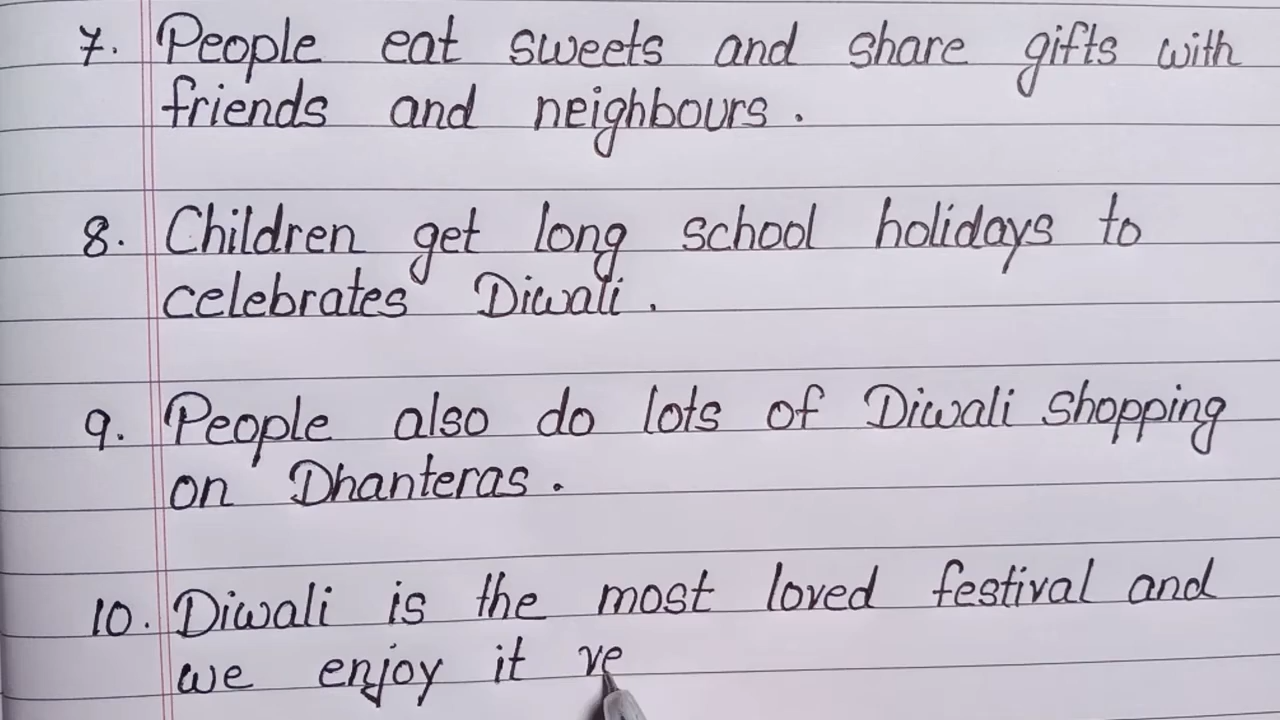 7. People eat sweets and share gifts with
friends and neighbours.
8. Children get long school holidays to
celebrates Diwali.
9. People also do lots of Diwali shopping
on Dhanteras.
10. Diwali is the most loved festival and
we enjoy it ve